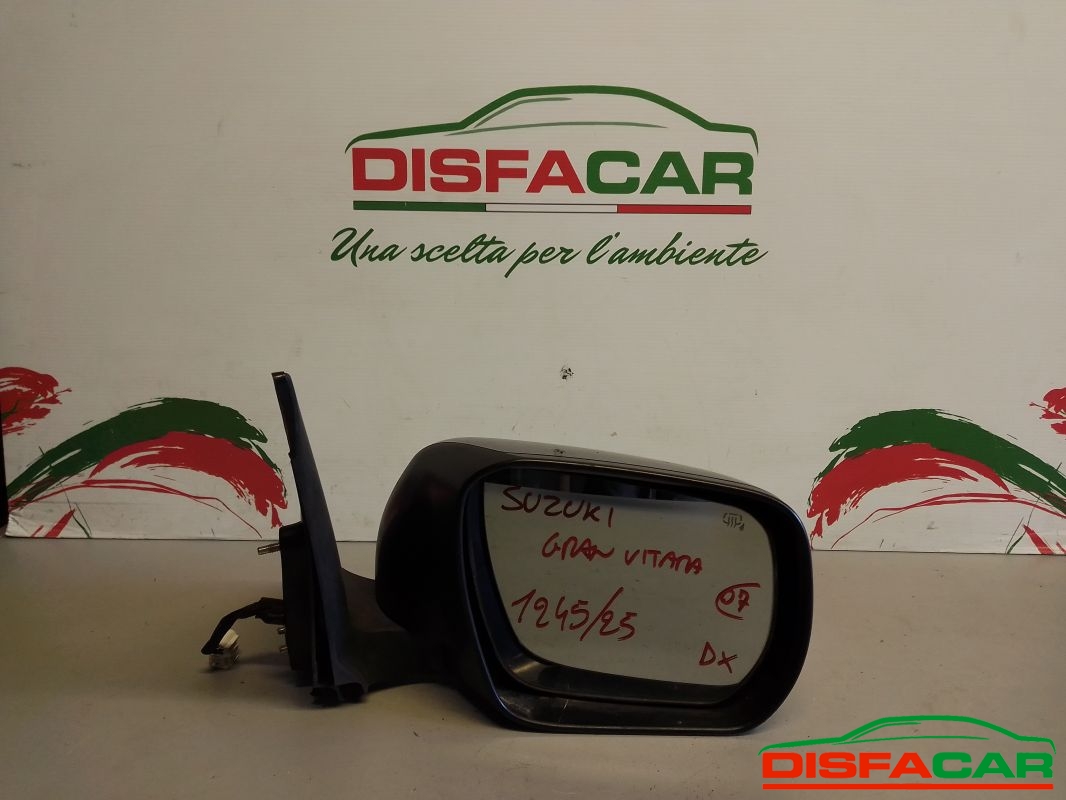 DISFACAR
Una scelta per l'ambiente
SUZUKI
GRAN VITARA
07
1245/25
DX
DISFACAR